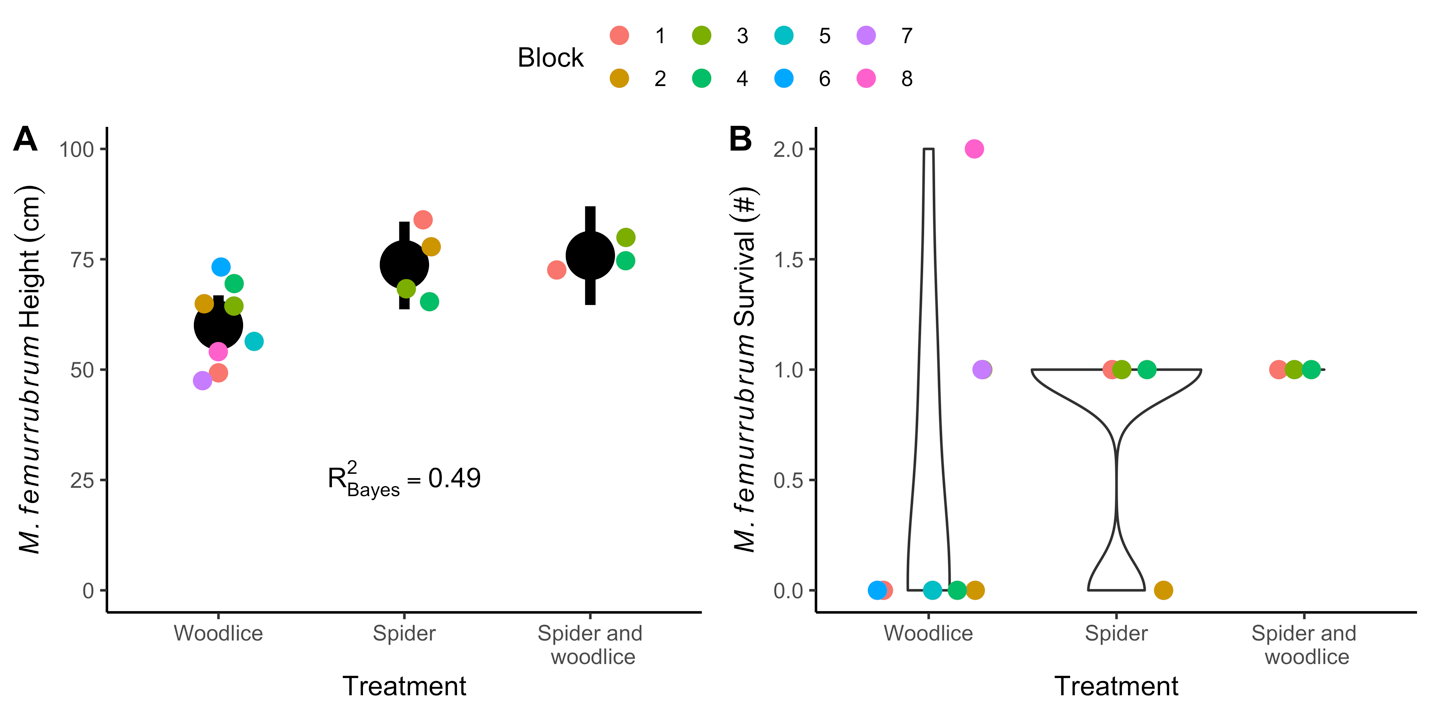 Block
1 3 5 7
2 4 6 8
A
M. femurrubrum Height (cm)
100
75
50
25
0
R²Bayes = 0.49
Woodlice Spider Spider and
woodlice
Treatment
B
M. femurrubrum Survival (#)
2.0
1.5
1.0
0.5
0.0
Woodlice Spider Spider and
woodlice
Treatment